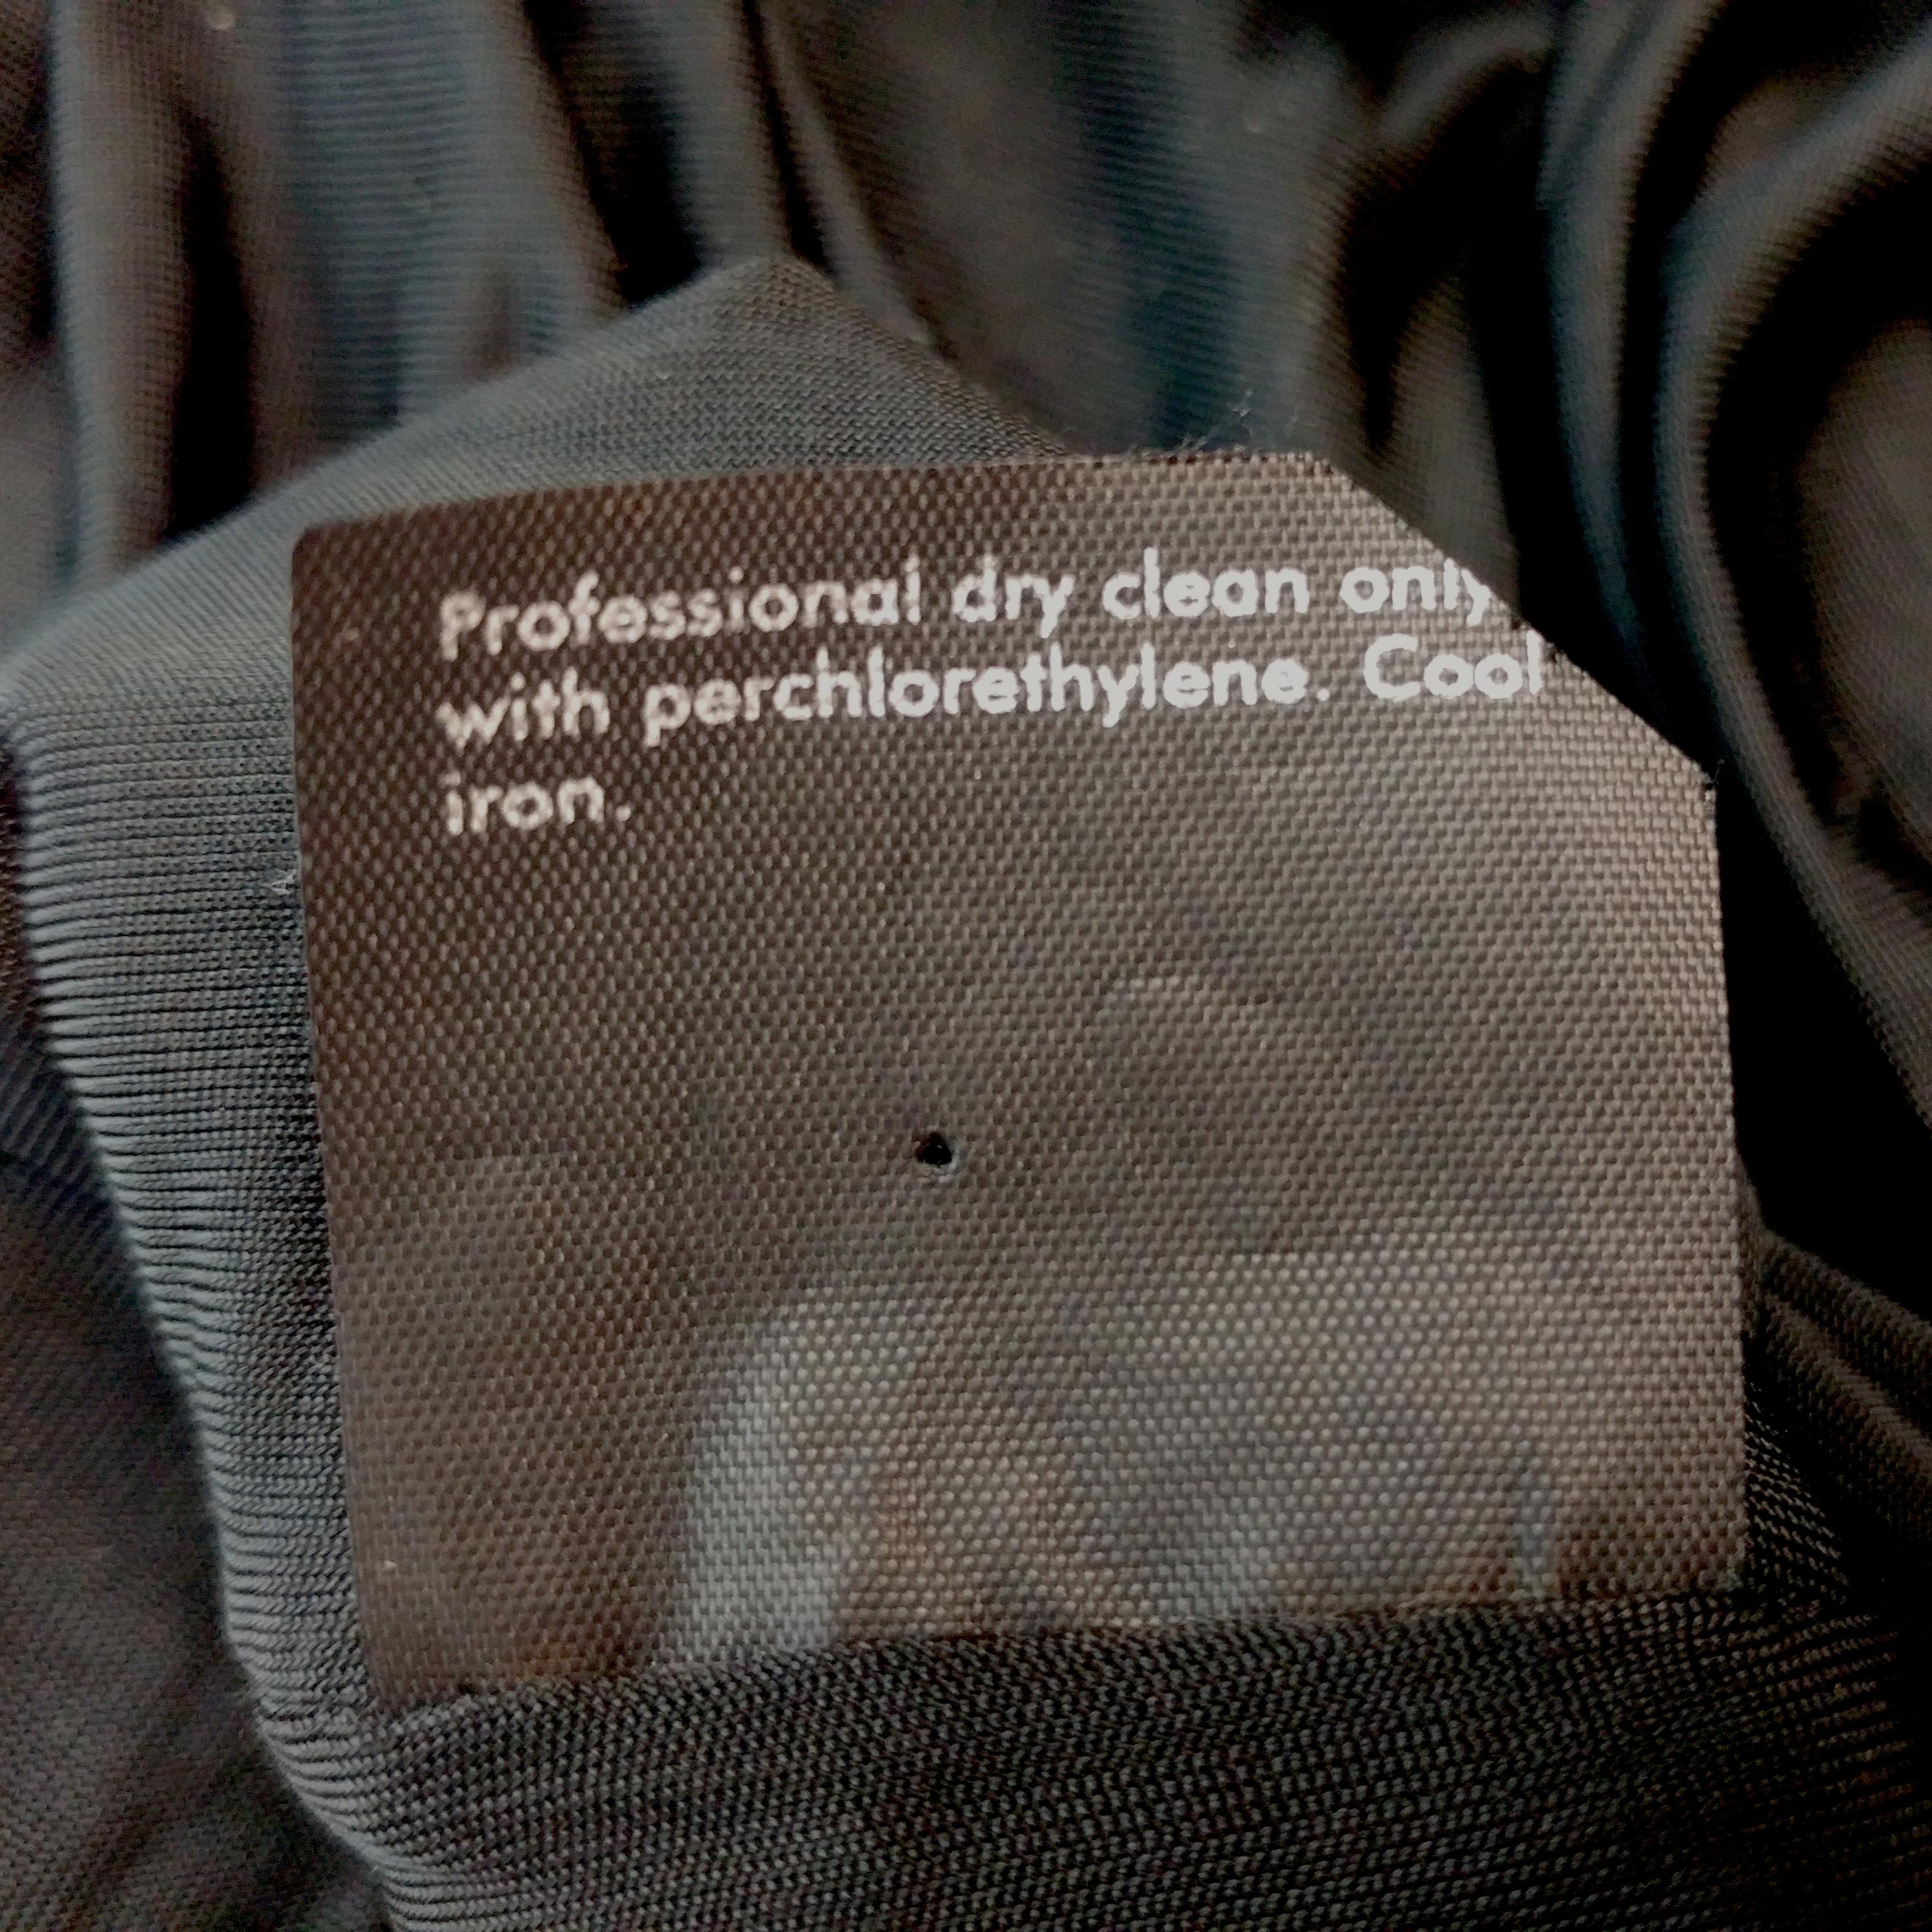 Professional dry clean only
with perchlorethylene. Cool
iron.